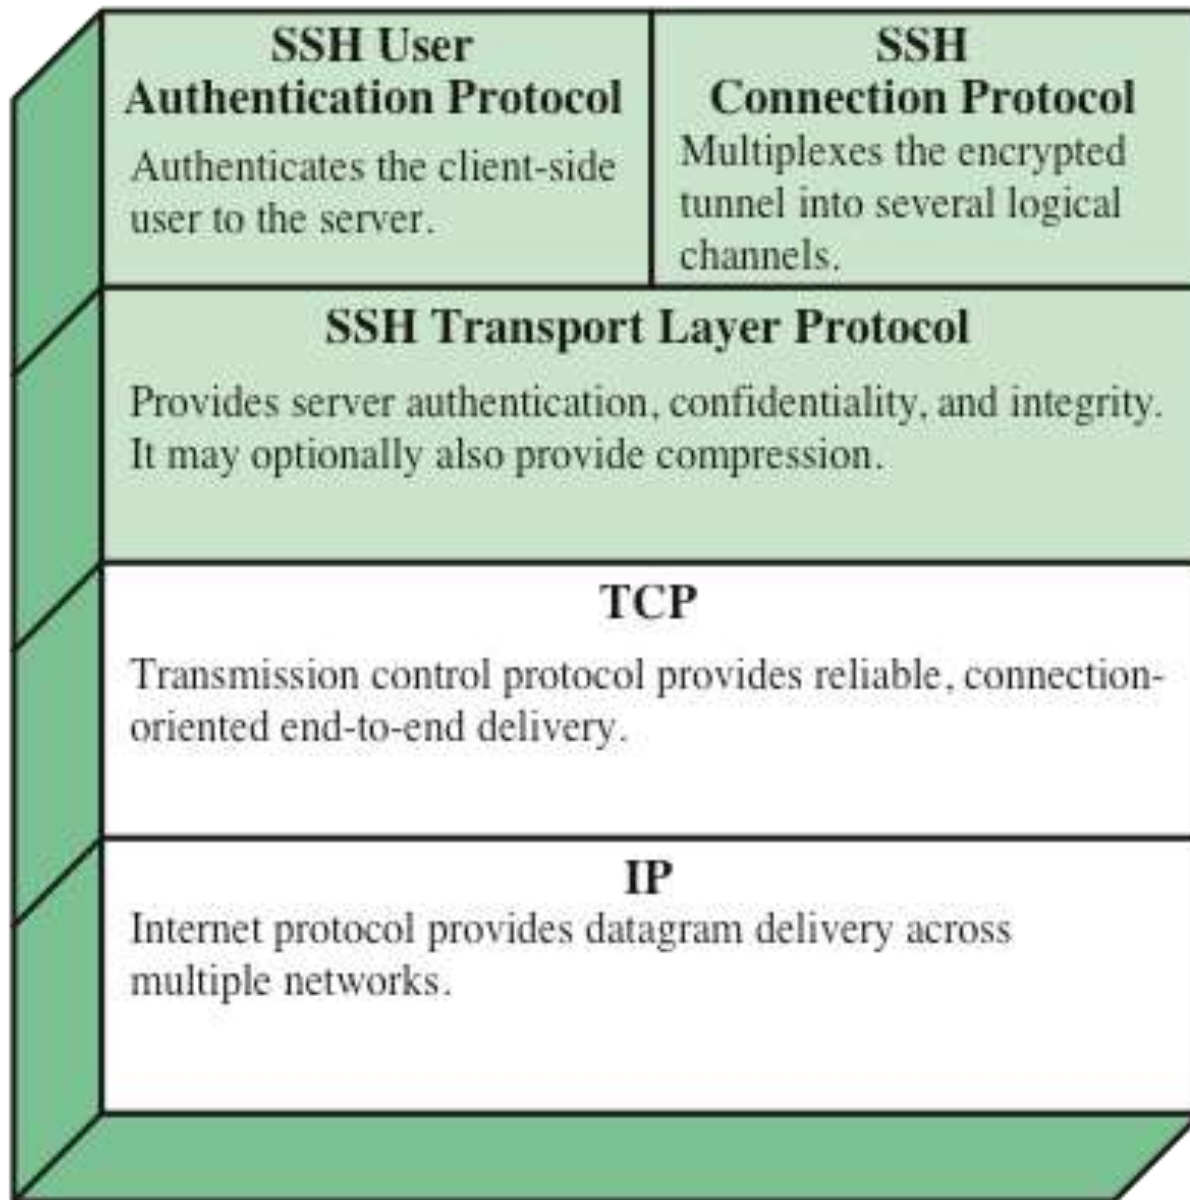 SSH User
Authentication Protocol
Authenticates the client-side
user to the server.
SSH
Connection Protocol
Multiplexes the encrypted
tunnel into several logical
channels.
SSH Transport Layer Protocol
Provides server authentication, confidentiality, and integrity.
It may optionally also provide compression.
TCP
Transmission control protocol provides reliable, connection-
oriented end-to-end delivery.
IP
Internet protocol provides datagram delivery across
multiple networks.